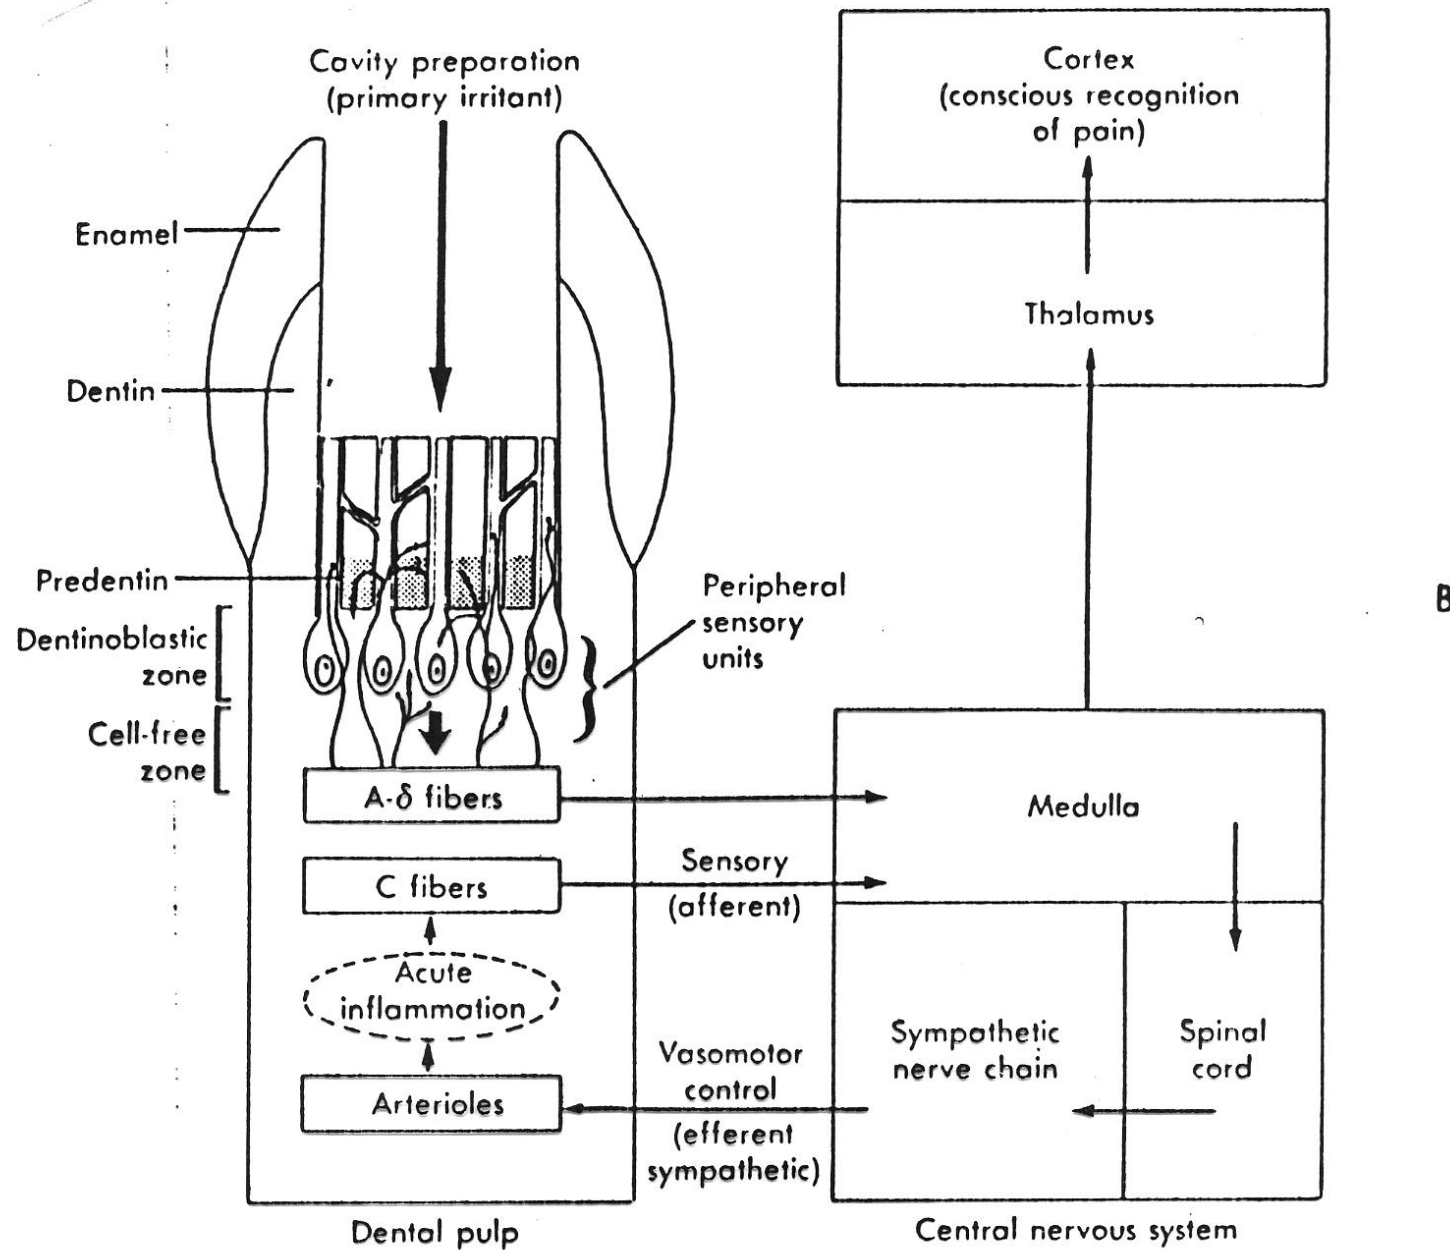 Cavity preparation
(primary irritant)
Enamel
Dentin
Predentin
Dentinoblastic
zone
Cell-free
zone
Peripheral
sensory
units
A-δ fibers
C fibers
Acute
inflammation
Arterioles
Dental pulp
Sensory
(afferent)
Vasomotor
control
(efferent
sympathetic)
Cortex
(conscious recognition
of pain)
Thalamus
Medulla
Sympathetic
nerve chain
Spinal
cord
Central nervous system